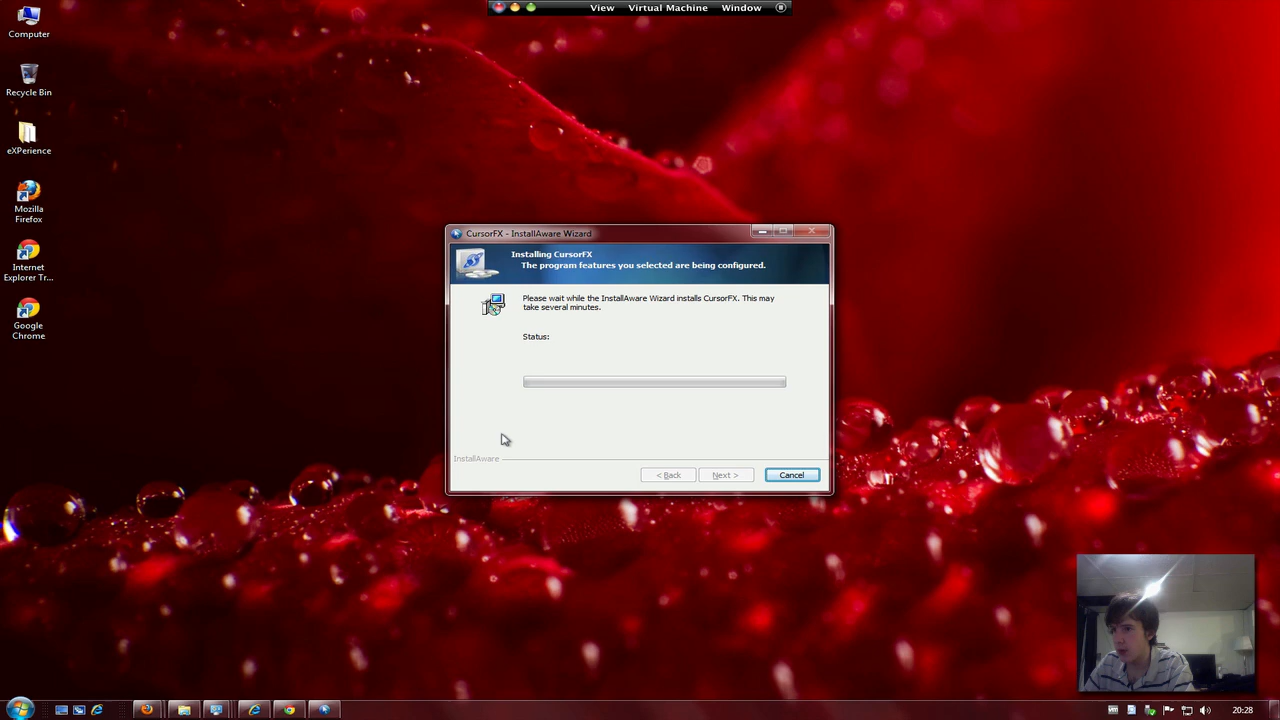 View Virtual Machine Window
Computer
Recycle Bin
eXPerience
Mozilla
Firefox
Internet
Explorer Tr...
Google
Chrome
CursorFX - InstallAware Wizard
Installing CursorFX
The program features you selected are being configured.
Please wait while the InstallAware Wizard installs CursorFX. This may
take several minutes.
Status:
InstallAware
< Back Next > Cancel
20:28